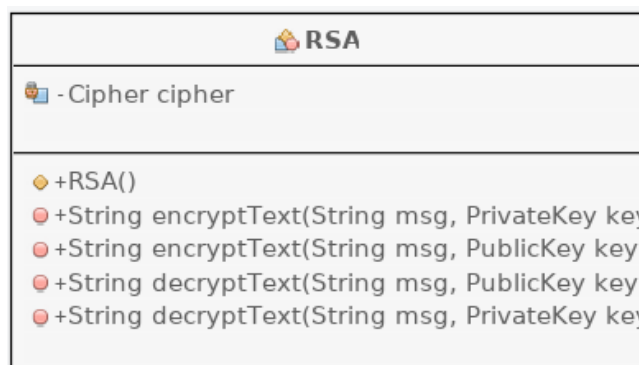 RSA
-Cipher cipher
+RSA()
+String encryptText(String msg, PrivateKey key
+String encryptText(String msg, PublicKey key
+String decryptText(String msg, PublicKey key
+String decryptText(String msg, PrivateKey key